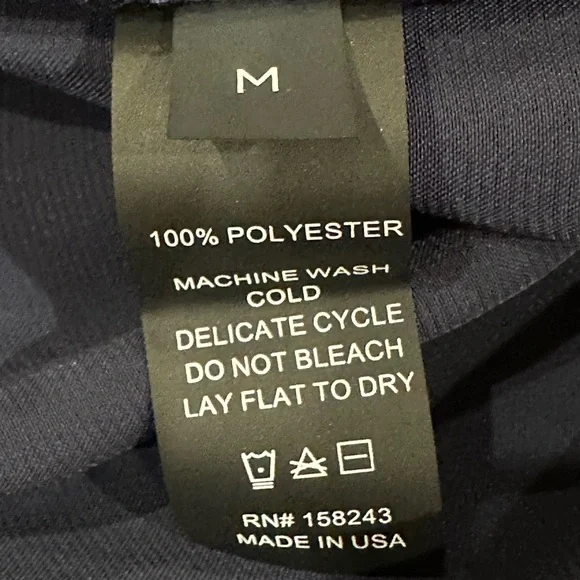 M
100% POLYESTER
MACHINE WASH
COLD
DELICATE CYCLE
DO NOT BLEACH
LAY FLAT TO DRY
RN# 158243
MADE IN USA